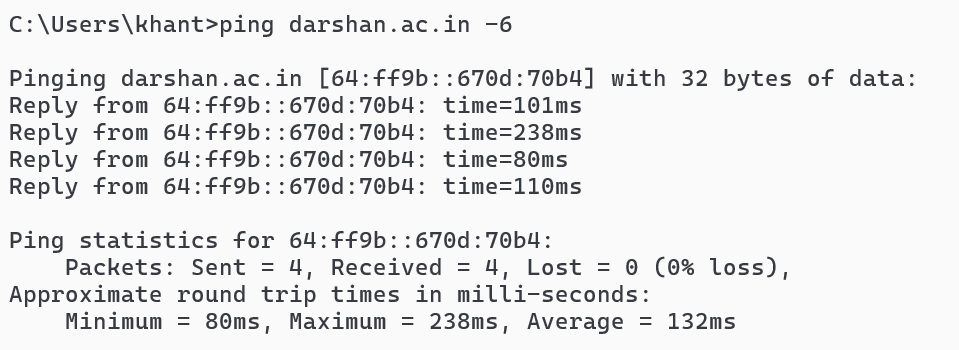 C:\Users\khant>ping darshan.ac.in -6
Pinging darshan.ac.in [64:ff9b::670d:70b4] with 32 bytes of data:
Reply from 64:ff9b::670d:70b4: time=101ms
Reply from 64:ff9b::670d:70b4: time=238ms
Reply from 64:ff9b::670d:70b4: time=80ms
Reply from 64:ff9b::670d:70b4: time=110ms
Ping statistics for 64:ff9b::670d:70b4:
    Packets: Sent = 4, Received = 4, Lost = 0 (0% loss),
Approximate round trip times in milli-seconds:
    Minimum = 80ms, Maximum = 238ms, Average = 132ms